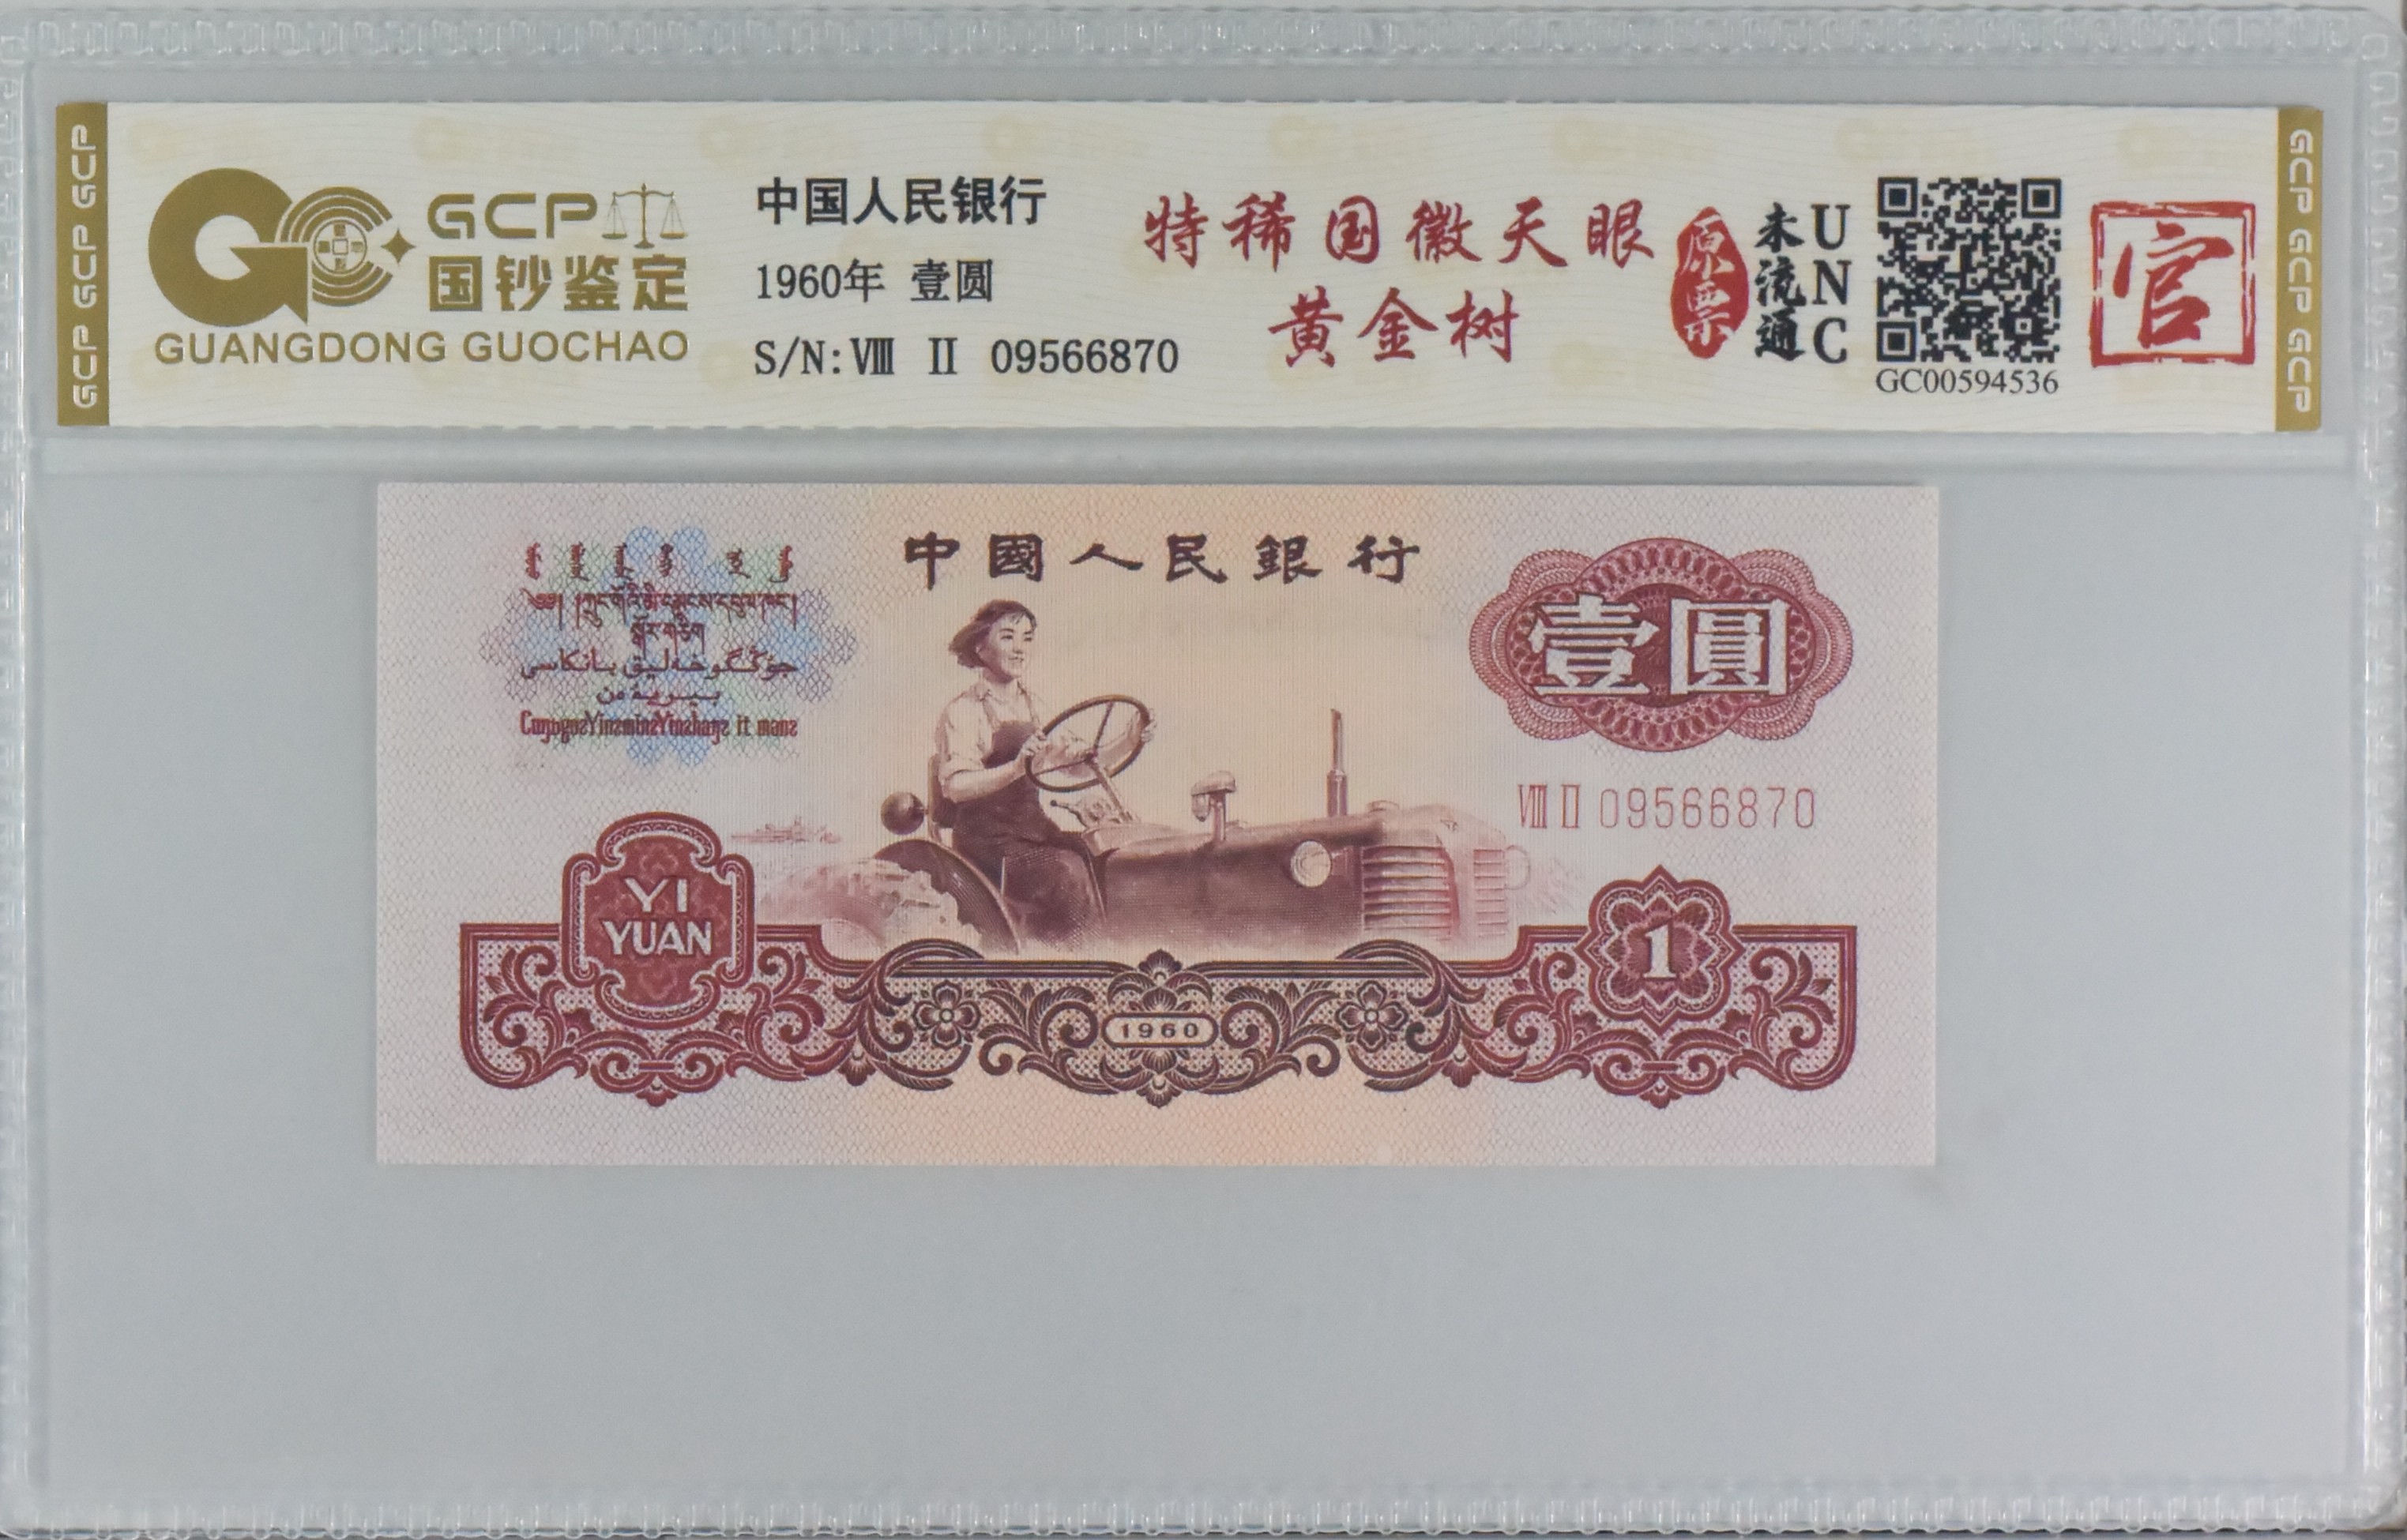 GCP GCP GCP
GCP
国钞鉴定
GUANGDONG GUOCHAO
中国人民银行
1960年 壹圆
S/N:Ⅷ Ⅱ 09566870
特稀国徽天眼
黄金树
原票
未流通
UNC
GC00594536
官
GCP GCP GCP
中國人民銀行
壹圓
Ⅷ Ⅱ 09566870
YI
YUAN
1960
1